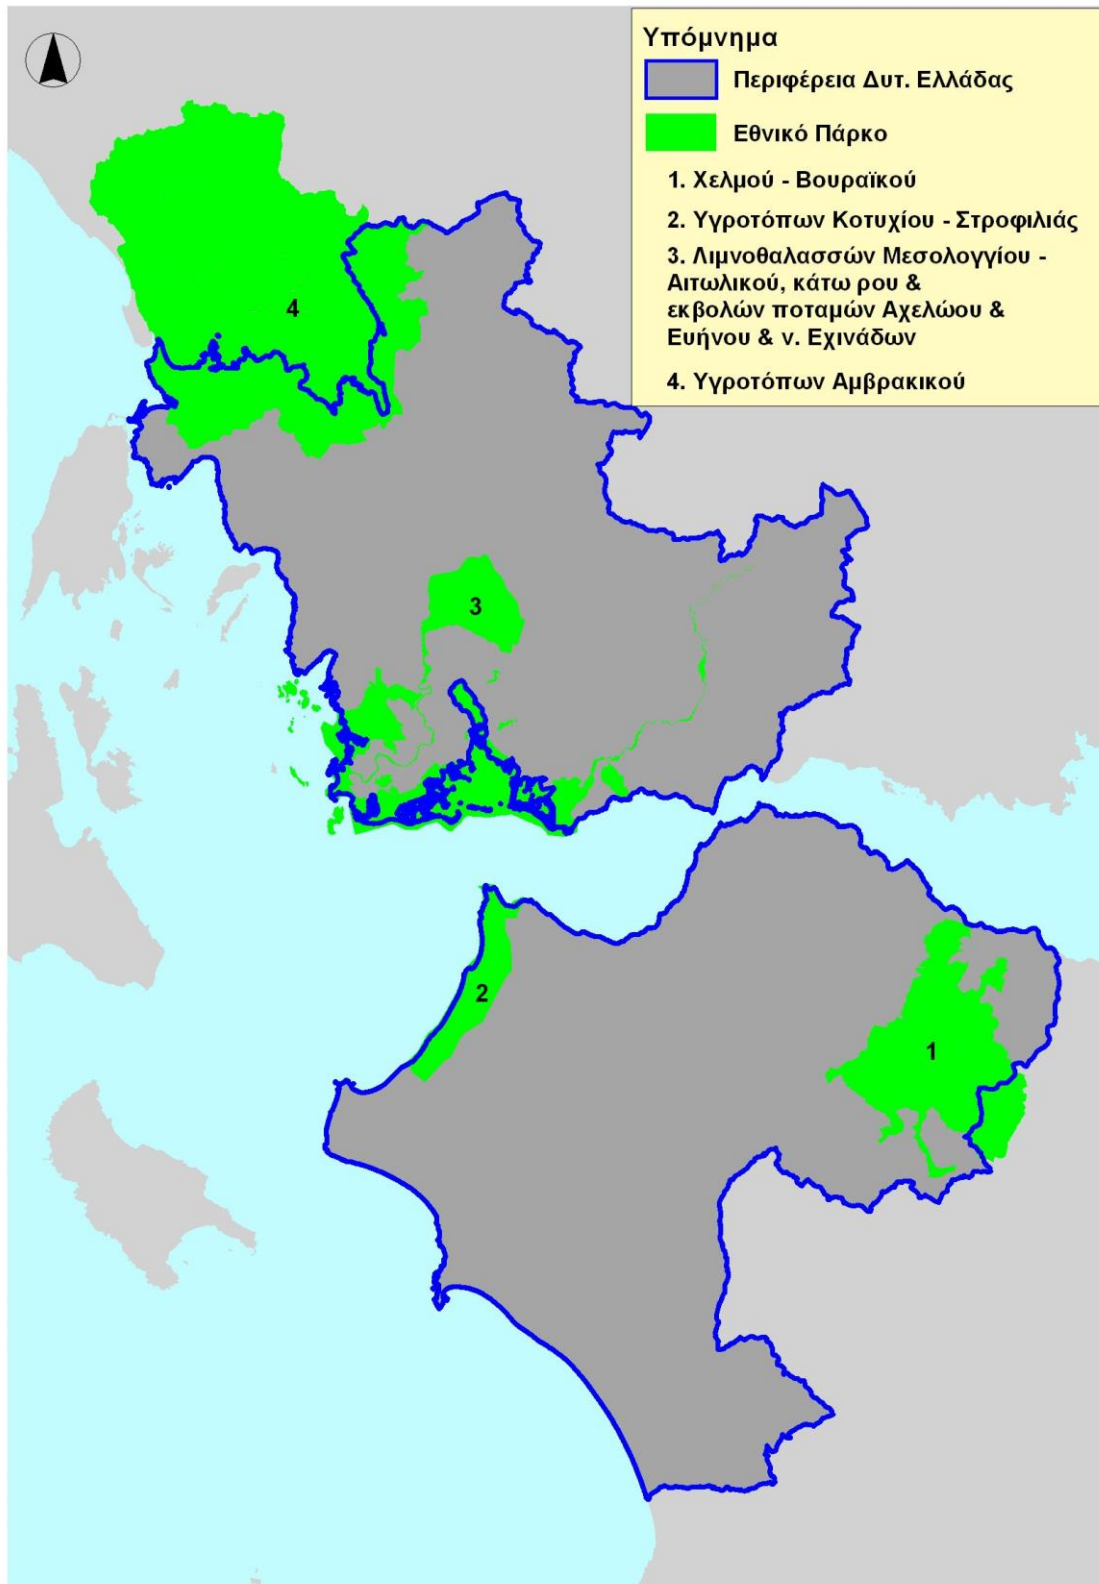 Υπόμνημα
Περιφέρεια Δυτ. Ελλάδας
Εθνικό Πάρκο
1. Χελμού - Βουραϊκού
2. Υγροτόπων Κοτυχίου - Στροφιλιάς
3. Λιμνοθαλασσών Μεσολογγίου -
Αιτωλικού, κάτω ρου &
εκβολών ποταμών Αχελώου &
Ευήνου & ν. Εχινάδων
4. Υγροτόπων Αμβρακικού
4
3
2
1